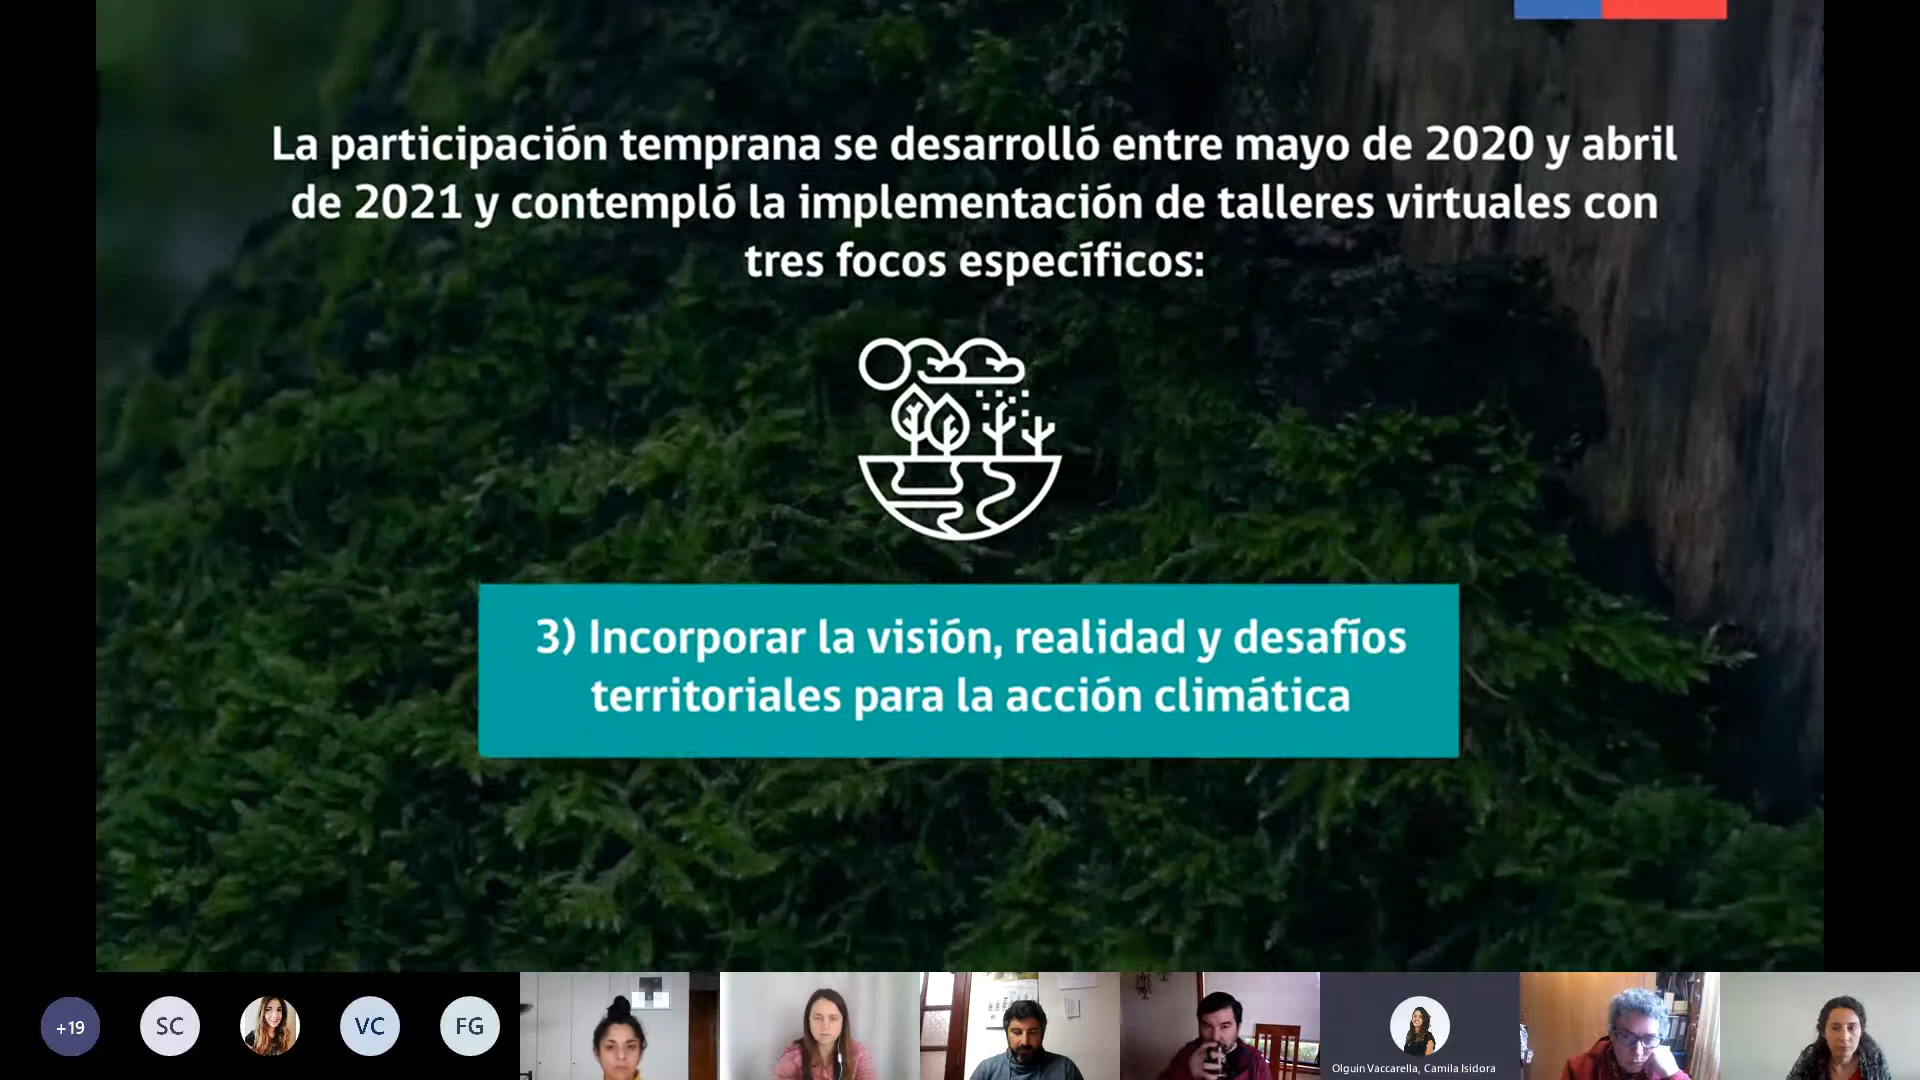 La participación temprana se desarrolló entre mayo de 2020 y abril
de 2021 y contempló la implementación de talleres virtuales con
tres focos específicos:
3) Incorporar la visión, realidad y desafíos
territoriales para la acción climática
+19
SC
VC
FG
Olguin Vaccarella, Camila Isidora